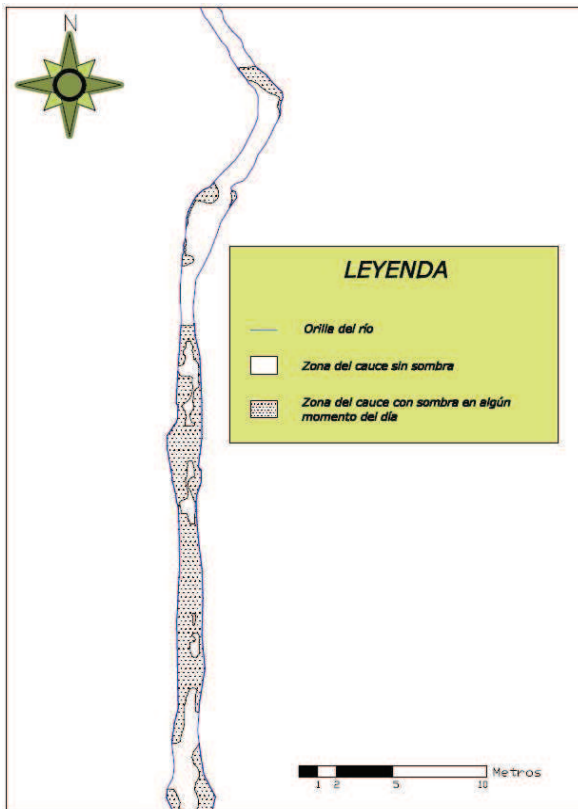 N
LEYENDA
Orilla del río
Zona del cauce sin sombra
Zona del cauce con sombra en algún
momento del día
Metros
1 2 5 10